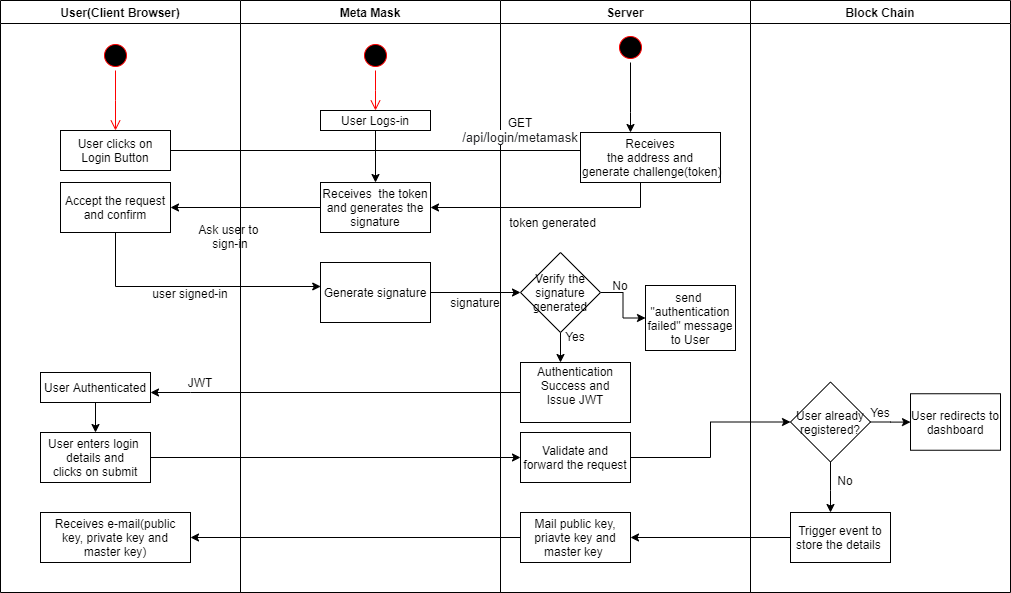 User(Client Browser)
Meta Mask
Server
Block Chain
User clicks on
Login Button
User Logs-in
GET
/api/login/metamask
Receives
the address and
generate challenge(token)
Accept the request
and confirm
Ask user to
sign-in
Receives the token
and generates the
signature
token generated
user signed-in
Generate signature
signature
Verify the
signature
generated
No
send
"authentication
failed" message
to User
Yes
Authentication
Success and
Issue JWT
JWT
User Authenticated
User enters login
details and
clicks on submit
Validate and
forward the request
User already
registered?
Yes
User redirects to
dashboard
No
Trigger event to
store the details
Mail public key,
priavte key and
master key
Receives e-mail(public
key, private key and
master key)